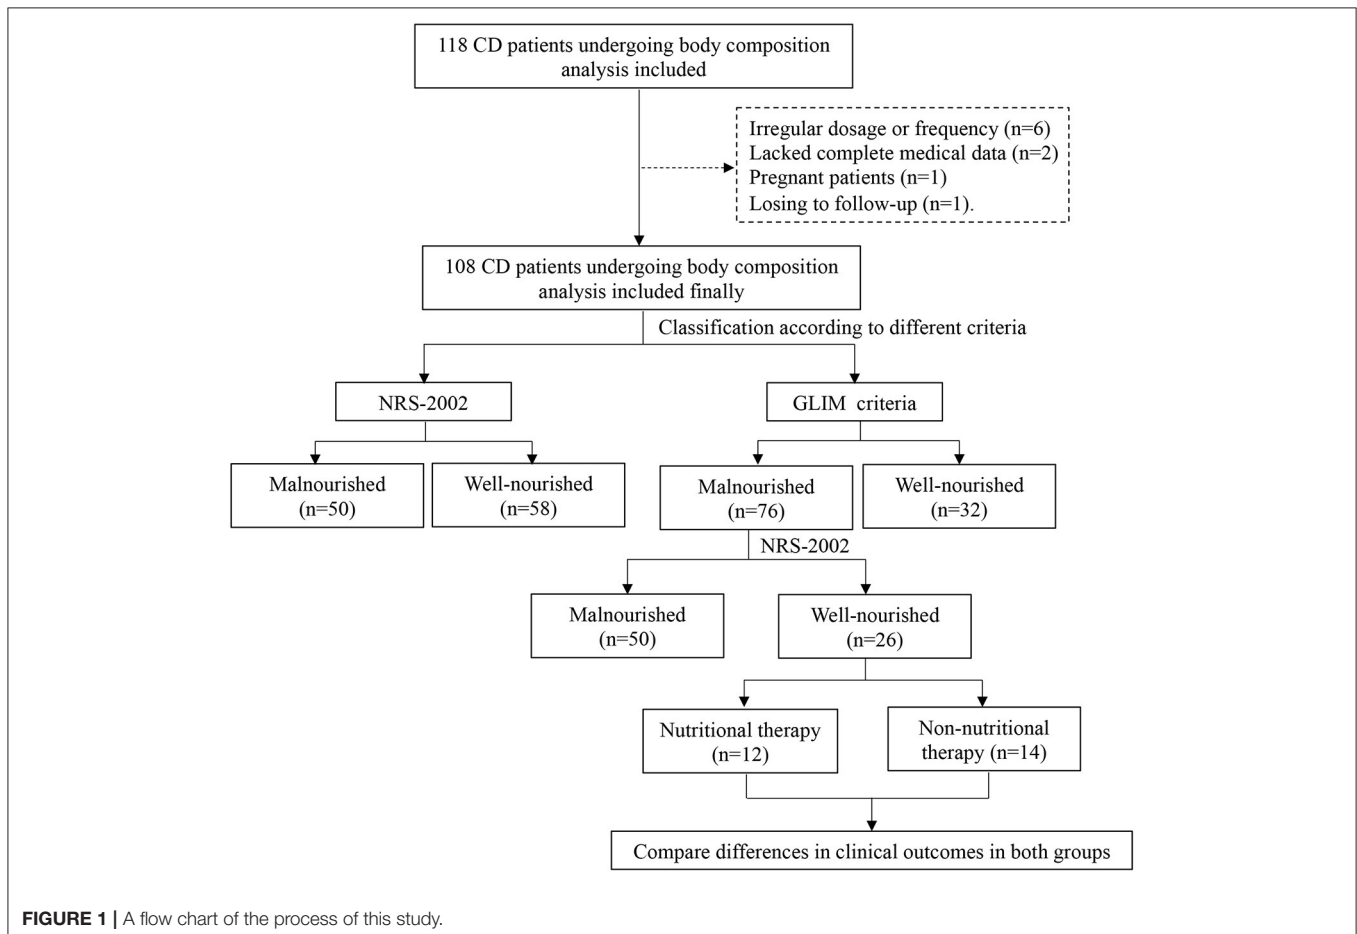 118 CD patients undergoing body composition
analysis included
Irregular dosage or frequency (n=6)
Lacked complete medical data (n=2)
Pregnant patients (n=1)
Losing to follow-up (n=1).
108 CD patients undergoing body composition
analysis included finally
Classification according to different criteria
NRS-2002
GLIM criteria
Malnourished
(n=50)
Well-nourished
(n=58)
Malnourished
(n=76)
Well-nourished
(n=32)
NRS-2002
Malnourished
(n=50)
Well-nourished
(n=26)
Nutritional therapy
(n=12)
Non-nutritional
therapy (n=14)
Compare differences in clinical outcomes in both groups
FIGURE 1 | A flow chart of the process of this study.